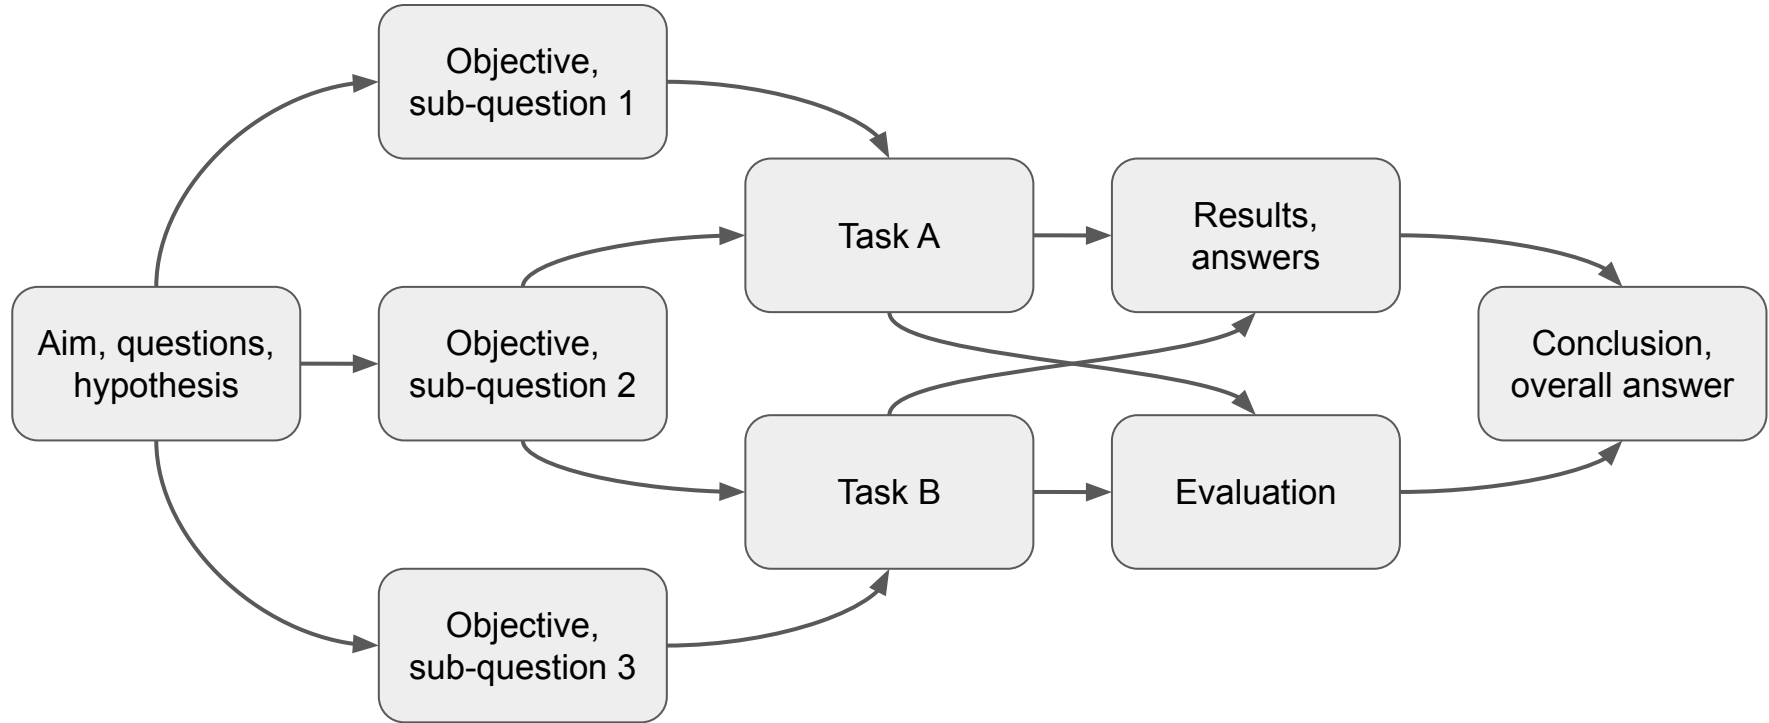 Objective,
sub-question 1
Task A
Results,
answers
Aim, questions,
hypothesis
Objective,
sub-question 2
Conclusion,
overall answer
Task B
Evaluation
Objective,
sub-question 3